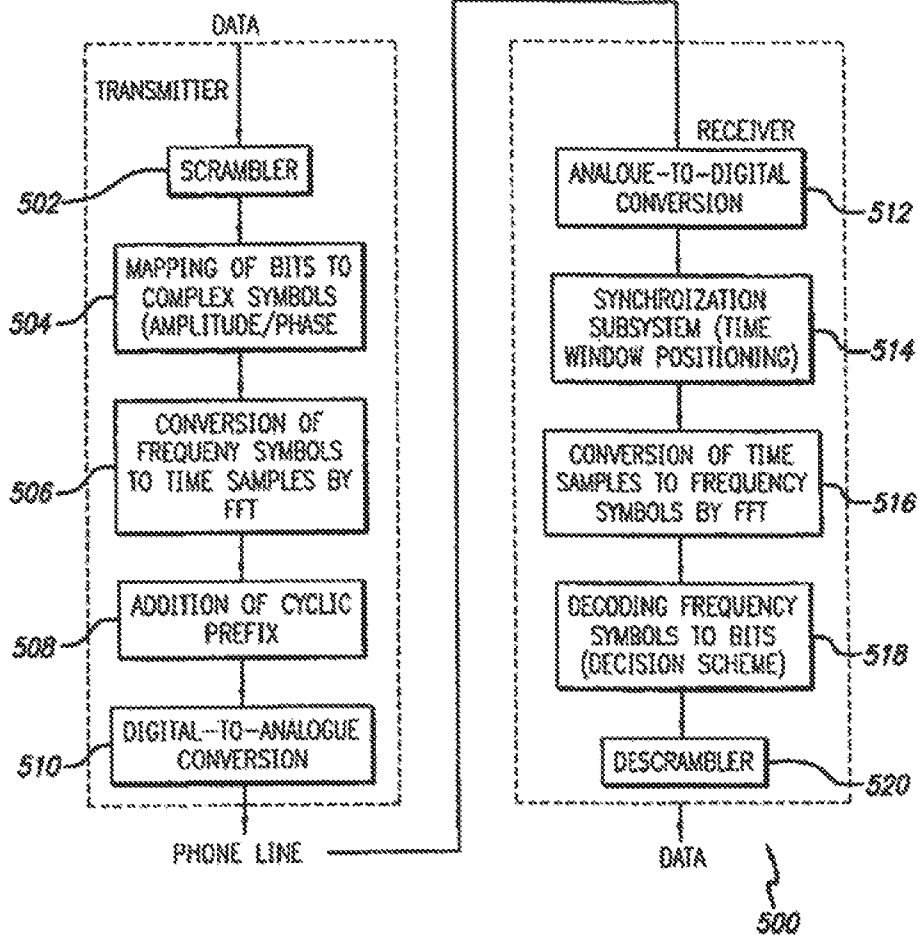 DATA
TRANSMITTER
SCRAMBLER
502
MAPPING OF BITS TO
COMPLEX SYMBOLS
(AMPLITUDE/PHASE
504
CONVERSION OF
FREQUENY SYMBOLS
TO TIME SAMPLES BY
FFT
506
ADDITION OF CYCLIC
PREFIX
508
DIGITAL-TO-ANALOGUE
CONVERSION
510
PHONE LINE
RECEIVER
ANALOUE-TO-DIGITAL
CONVERSION
512
SYNCHROIZATION
SUBSYSTEM (TIME
WINDOW POSITIONING)
514
CONVERSION OF TIME
SAMPLES TO FREQUENCY
SYMBOLS BY FFT
516
DECODING FREQUENCY
SYMBOLS TO BITS
(DECISION SCHEME)
518
DESCRAMBLER
520
DATA
500